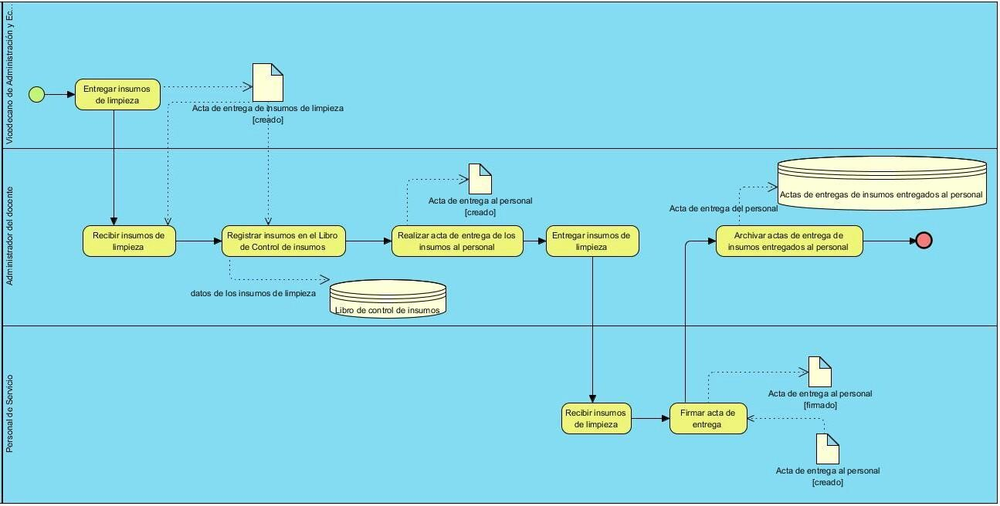 Vicedecano de Administración y Ec...
Entregar insumos
de limpieza
Acta de entrega de insumos de limpieza
[creado]
Administrador del docente
Recibir insumos de
limpieza
Registrar insumos en el Libro
de Control de insumos
datos de los insumos de limpieza
Libro de control de insumos
Acta de entrega al personal
[creado]
Realizar acta de entrega de los
insumos al personal
Entregar insumos de
limpieza
Acta de entrega del personal
Actas de entregas de insumos entregados al personal
Archivar actas de entrega de
insumos entregados al personal
Personal de Servicio
Recibir insumos
de limpieza
Firmar acta de
entrega
Acta de entrega al personal
[firmado]
Acta de entrega al personal
[creado]